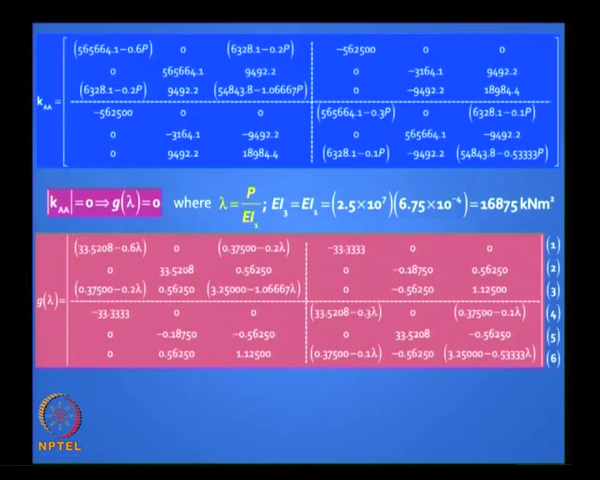 (565664.1−0.6P) 0 (6328.1−0.2P) −562500 0 0
0 565664.1 9492.2 0 −3164.1 9492.2
k_AA = (6328.1−0.2P) 9492.2 (54843.8−1.06667P) 0 −9492.2 18984.4
−562500 0 0 (565664.1−0.3P) 0 (6328.1−0.1P)
0 −3164.1 −9492.2 0 565664.1 −9492.2
0 9492.2 18984.4 (6328.1−0.1P) −9492.2 (54843.8−0.53333P)
|k_AA|=0⇒g(λ)=0 where λ=P/EI₁; EI₃=EI₁=(2.5×10⁷)(6.75×10⁻⁴)=16875 kNm²
(33.5208−0.6λ) 0 (0.37500−0.2λ) −33.3333 0 0 (1)
0 33.5208 0.56250 0 −0.18750 0.56250 (2)
g(λ)= (0.37500−0.2λ) 0.56250 (3.25000−1.06667λ) 0 −0.56250 1.12500 (3)
−33.3333 0 0 (33.5208−0.3λ) 0 (0.37500−0.1λ) (4)
0 −0.18750 −0.56250 0 33.5208 −0.56250 (5)
0 0.56250 1.12500 (0.37500−0.1λ) −0.56250 (3.25000−0.53333λ) (6)
NPTEL